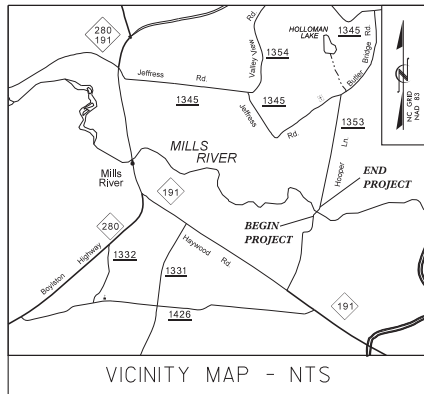 280
191
Rd.
Valley View
HOLLOMAN
LAKE
1345
Rd.
Bridge
Butler
1354
Jeffress Rd.
1345
1345
Jeffress
Rd.
1353
NC GRID
NAD 83
MILLS
RIVER
Mills
River
Hooper Ln.
END
PROJECT
191
BEGIN
PROJECT
280
Boylston Highway
1332
Haywood
Rd.
1331
1426
191
VICINITY MAP - NTS